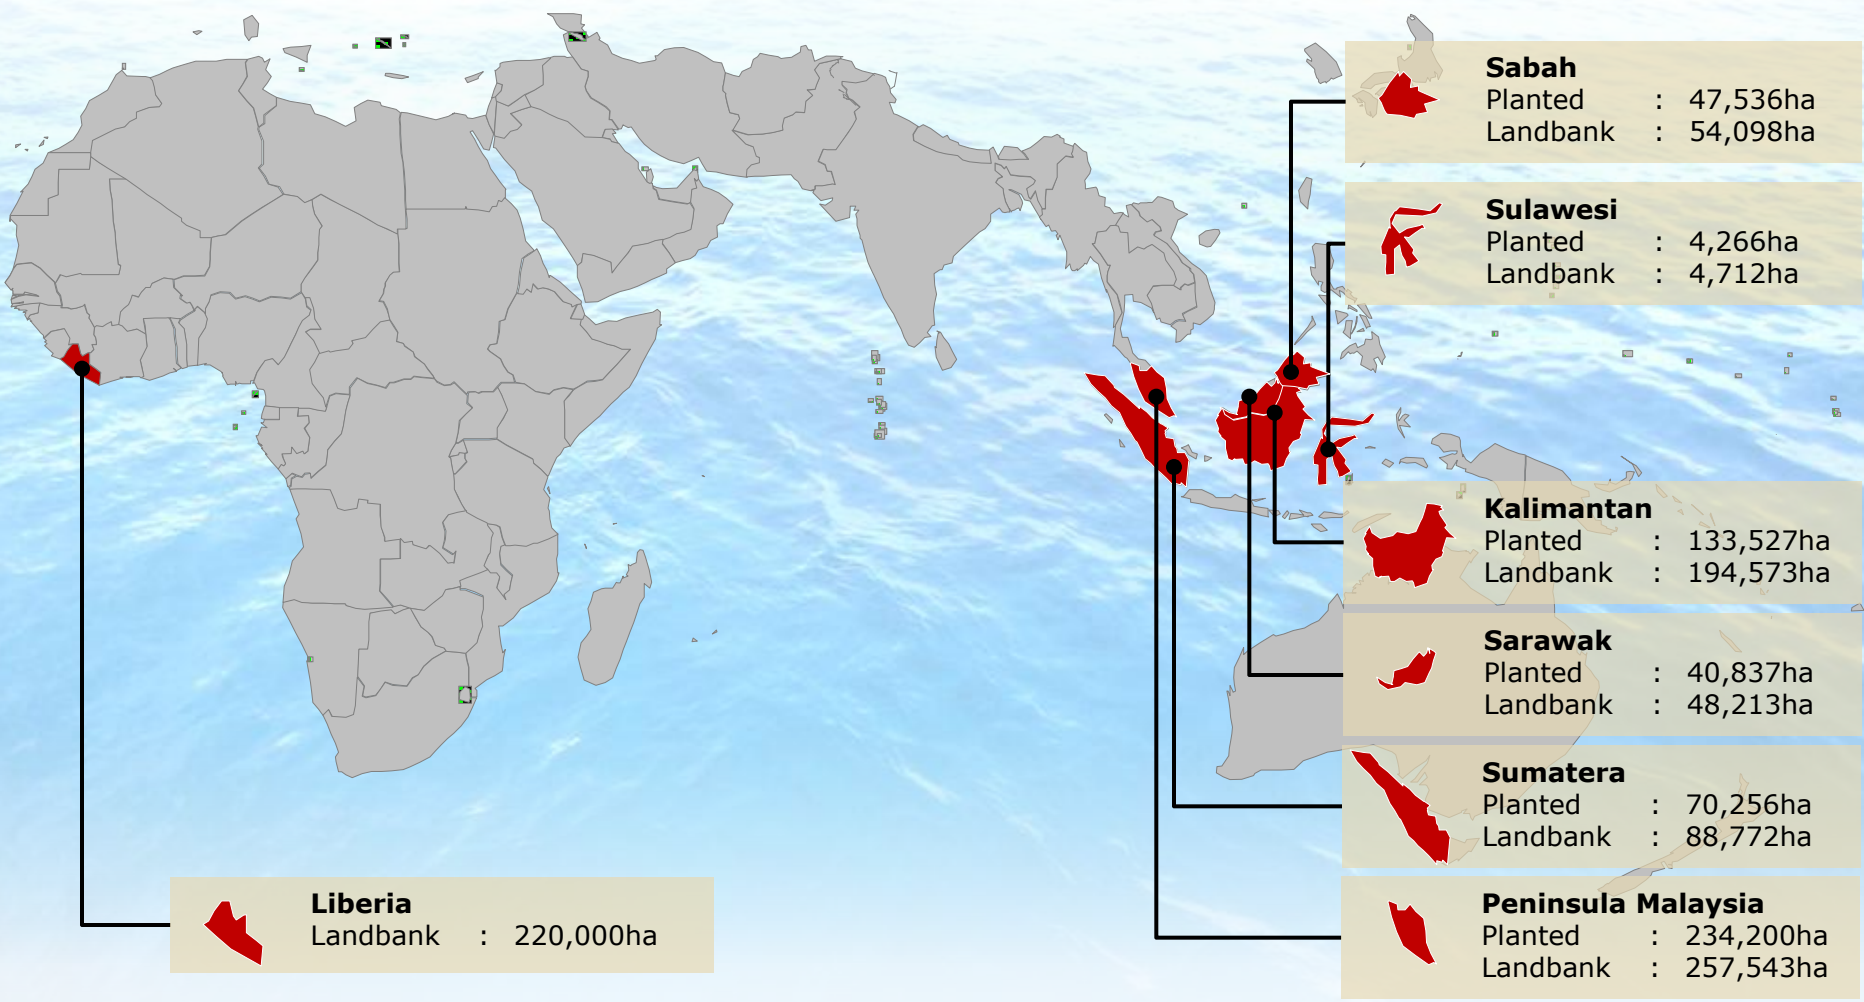 Sabah
Planted : 47,536ha
Landbank : 54,098ha
Sulawesi
Planted : 4,266ha
Landbank : 4,712ha
Kalimantan
Planted : 133,527ha
Landbank : 194,573ha
Sarawak
Planted : 40,837ha
Landbank : 48,213ha
Sumatera
Planted : 70,256ha
Landbank : 88,772ha
Peninsula Malaysia
Planted : 234,200ha
Landbank : 257,543ha
Liberia
Landbank : 220,000ha